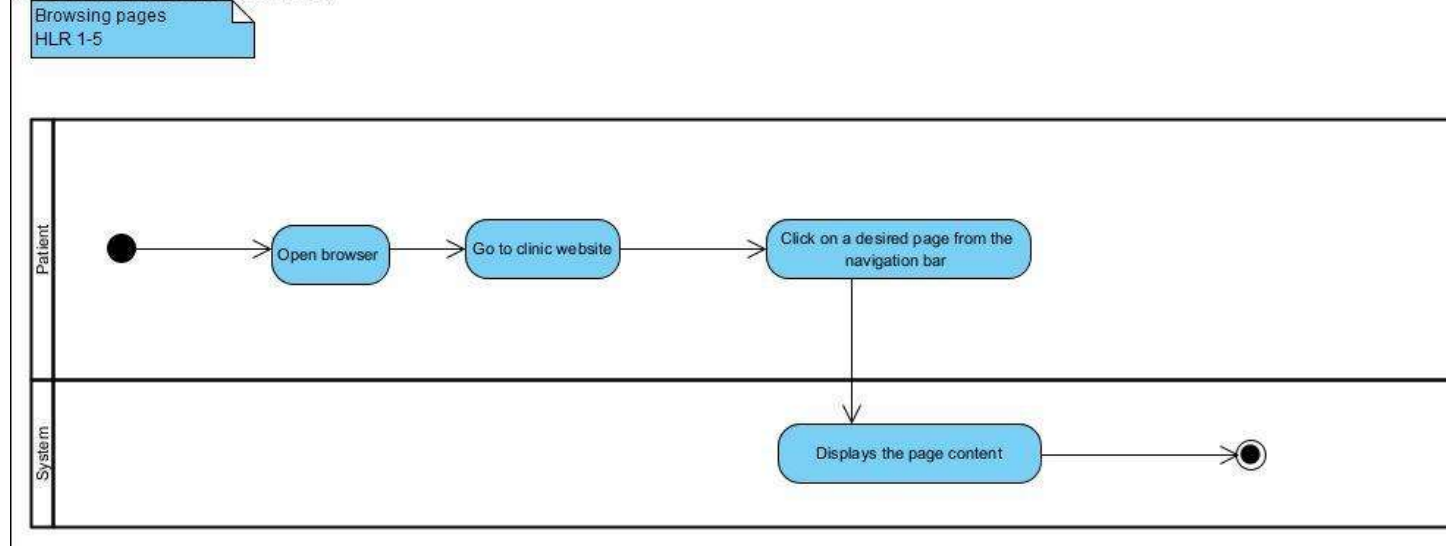 Browsing pages
HLR 1-5
Patient
Open browser
Go to clinic website
Click on a desired page from the
navigation bar
System
Displays the page content